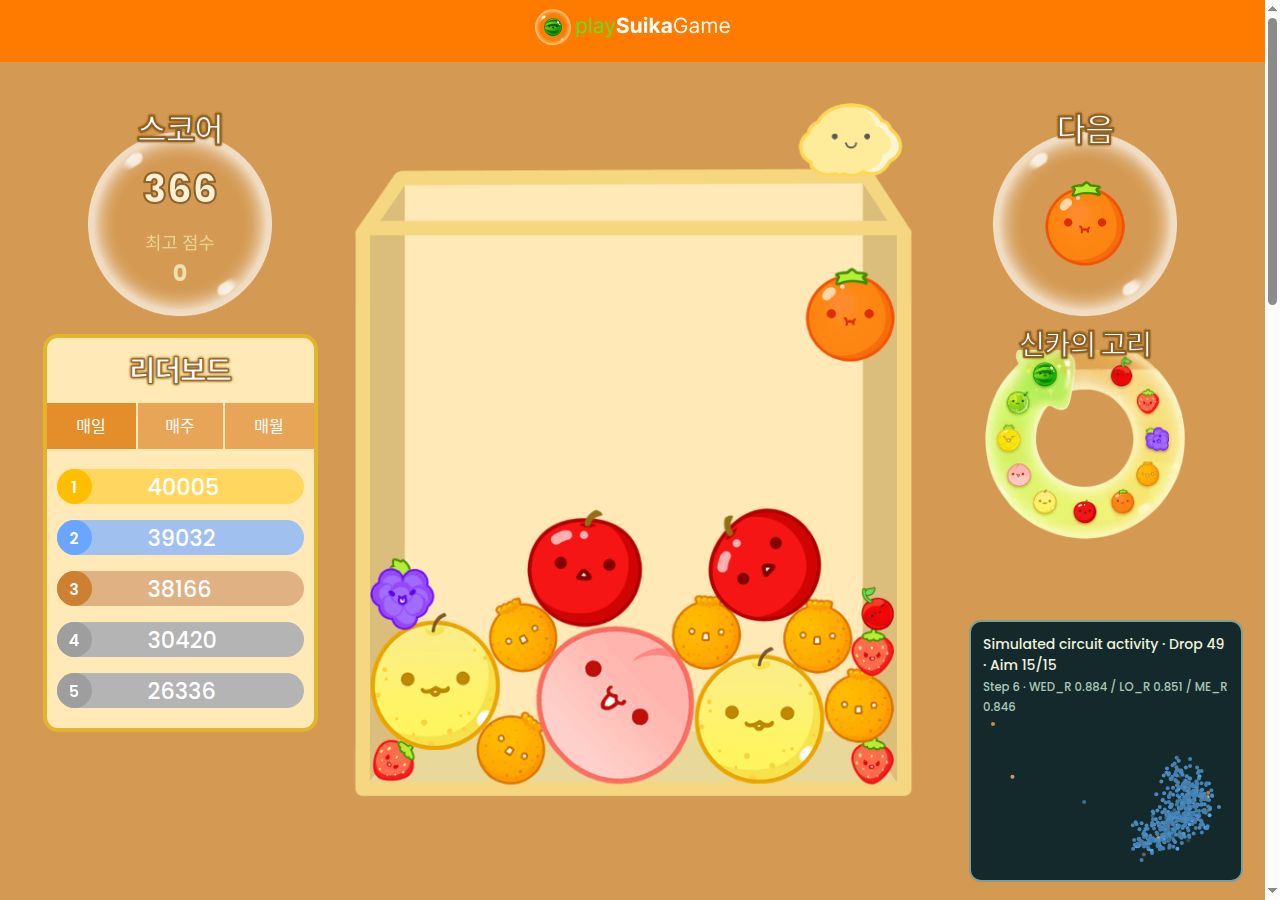 playSuikaGame
스코어
366
최고 점수
0
리더보드
매일 매주 매월
1 40005
2 39032
3 38166
4 30420
5 26336
다음
신카의 고리
Simulated circuit activity · Drop 49
· Aim 15/15
Step 6 · WED_R 0.884 / LO_R 0.851 / ME_R
0.846